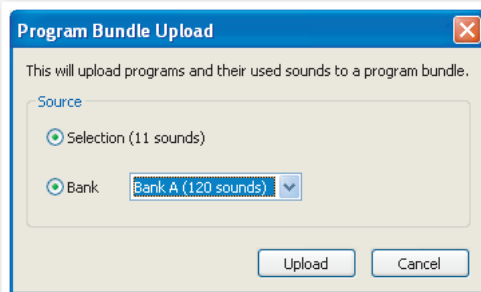 Program Bundle Upload
This will upload programs and their used sounds to a program bundle.
Source
Selection (11 sounds)
Bank Bank A (120 sounds)
Upload Cancel